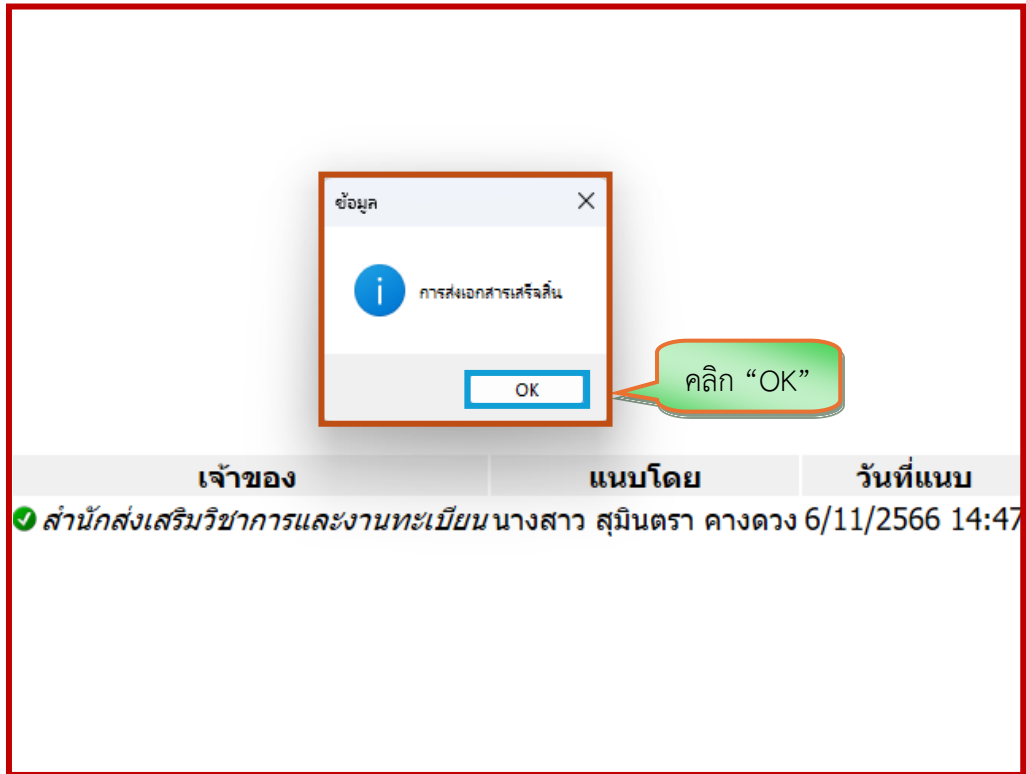 ข้อมูล
การส่งเอกสารเสร็จสิ้น
OK
คลิก “OK”
เจ้าของ แนบโดย วันที่แนบ
สำนักส่งเสริมวิชาการและงานทะเบียน นางสาว สุมินตรา คางดวง 6/11/2566 14:47